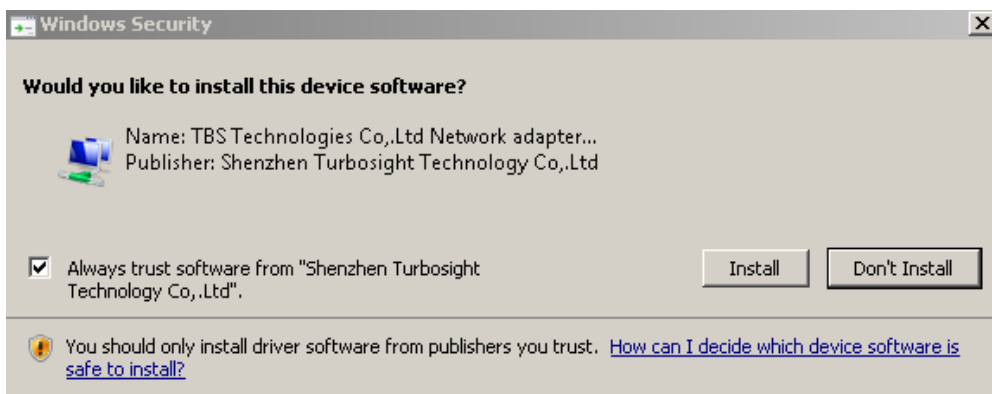 Windows Security
Would you like to install this device software?
Name: TBS Technologies Co,.Ltd Network adapter...
Publisher: Shenzhen Turbosight Technology Co,.Ltd
Always trust software from "Shenzhen Turbosight
Technology Co,.Ltd".
Install
Don't Install
You should only install driver software from publishers you trust. How can I decide which device software is
safe to install?